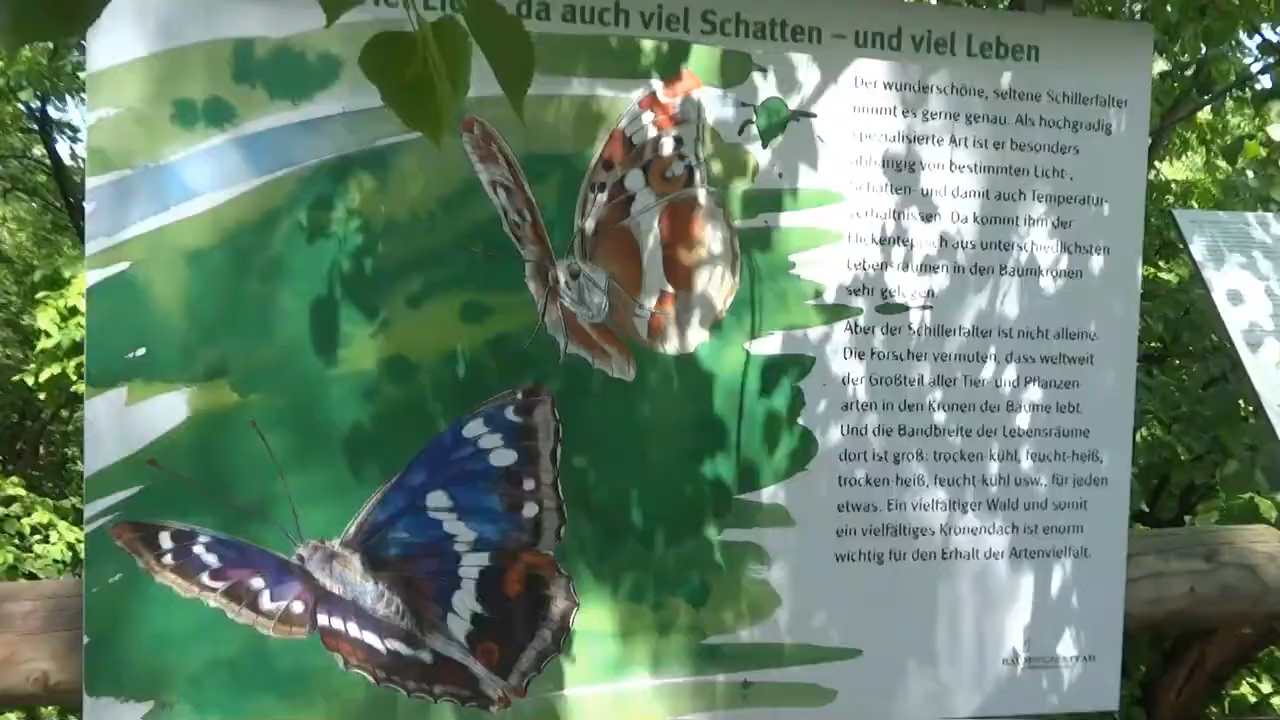 da auch viel Schatten – und viel Leben
Der wunderschöne, seltene Schillerfalter
nimmt es gerne genau. Als hochgradig
spezialisierte Art ist er besonders
abhängig von bestimmten Licht-,
Schatten- und damit auch Temperatur-
verhältnissen. Da kommt ihm der
Flickenteppich aus unterschiedlichsten
Lebensräumen in den Baumkronen
sehr gelegen.
Aber der Schillerfalter ist nicht alleine.
Die Forscher vermuten, dass weltweit
der Großteil aller Tier- und Pflanzen
arten in den Kronen der Bäume lebt.
Und die Bandbreite der Lebensräume
dort ist groß: trocken-kühl, feucht-heiß,
trocken-heiß, feucht-kühl usw., für jeden
etwas. Ein vielfältiger Wald und somit
ein vielfältiges Kronendach ist enorm
wichtig für den Erhalt der Artenvielfalt.
BAUMWIPFELPFAD